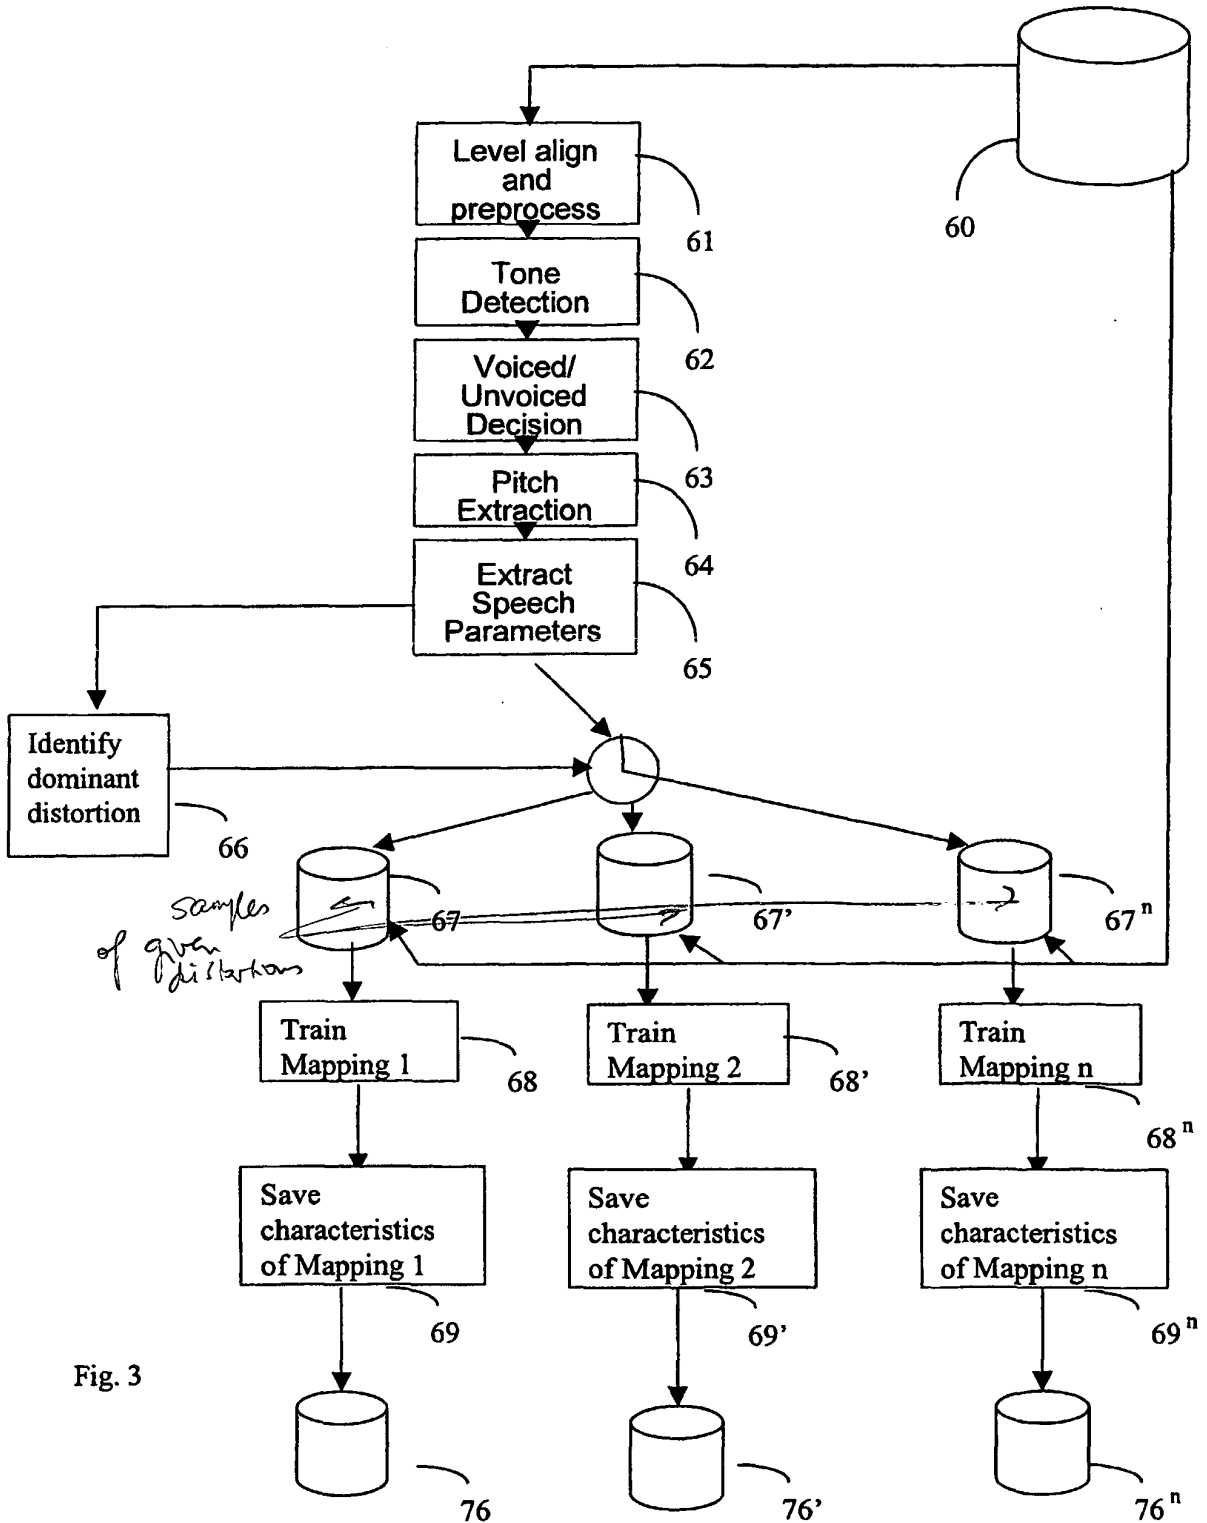 Level align
and
preprocess
61
60
Tone
Detection
62
Voiced/
Unvoiced
Decision
63
Pitch
Extraction
64
Extract
Speech
Parameters
65
Identify
dominant
distortion
66
67
67’
67ⁿ
samples
of given
distortions
Train
Mapping 1
68
Train
Mapping 2
68’
Train
Mapping n
68ⁿ
Save
characteristics
of Mapping 1
69
Save
characteristics
of Mapping 2
69’
Save
characteristics
of Mapping n
69ⁿ
Fig. 3
76
76’
76ⁿ